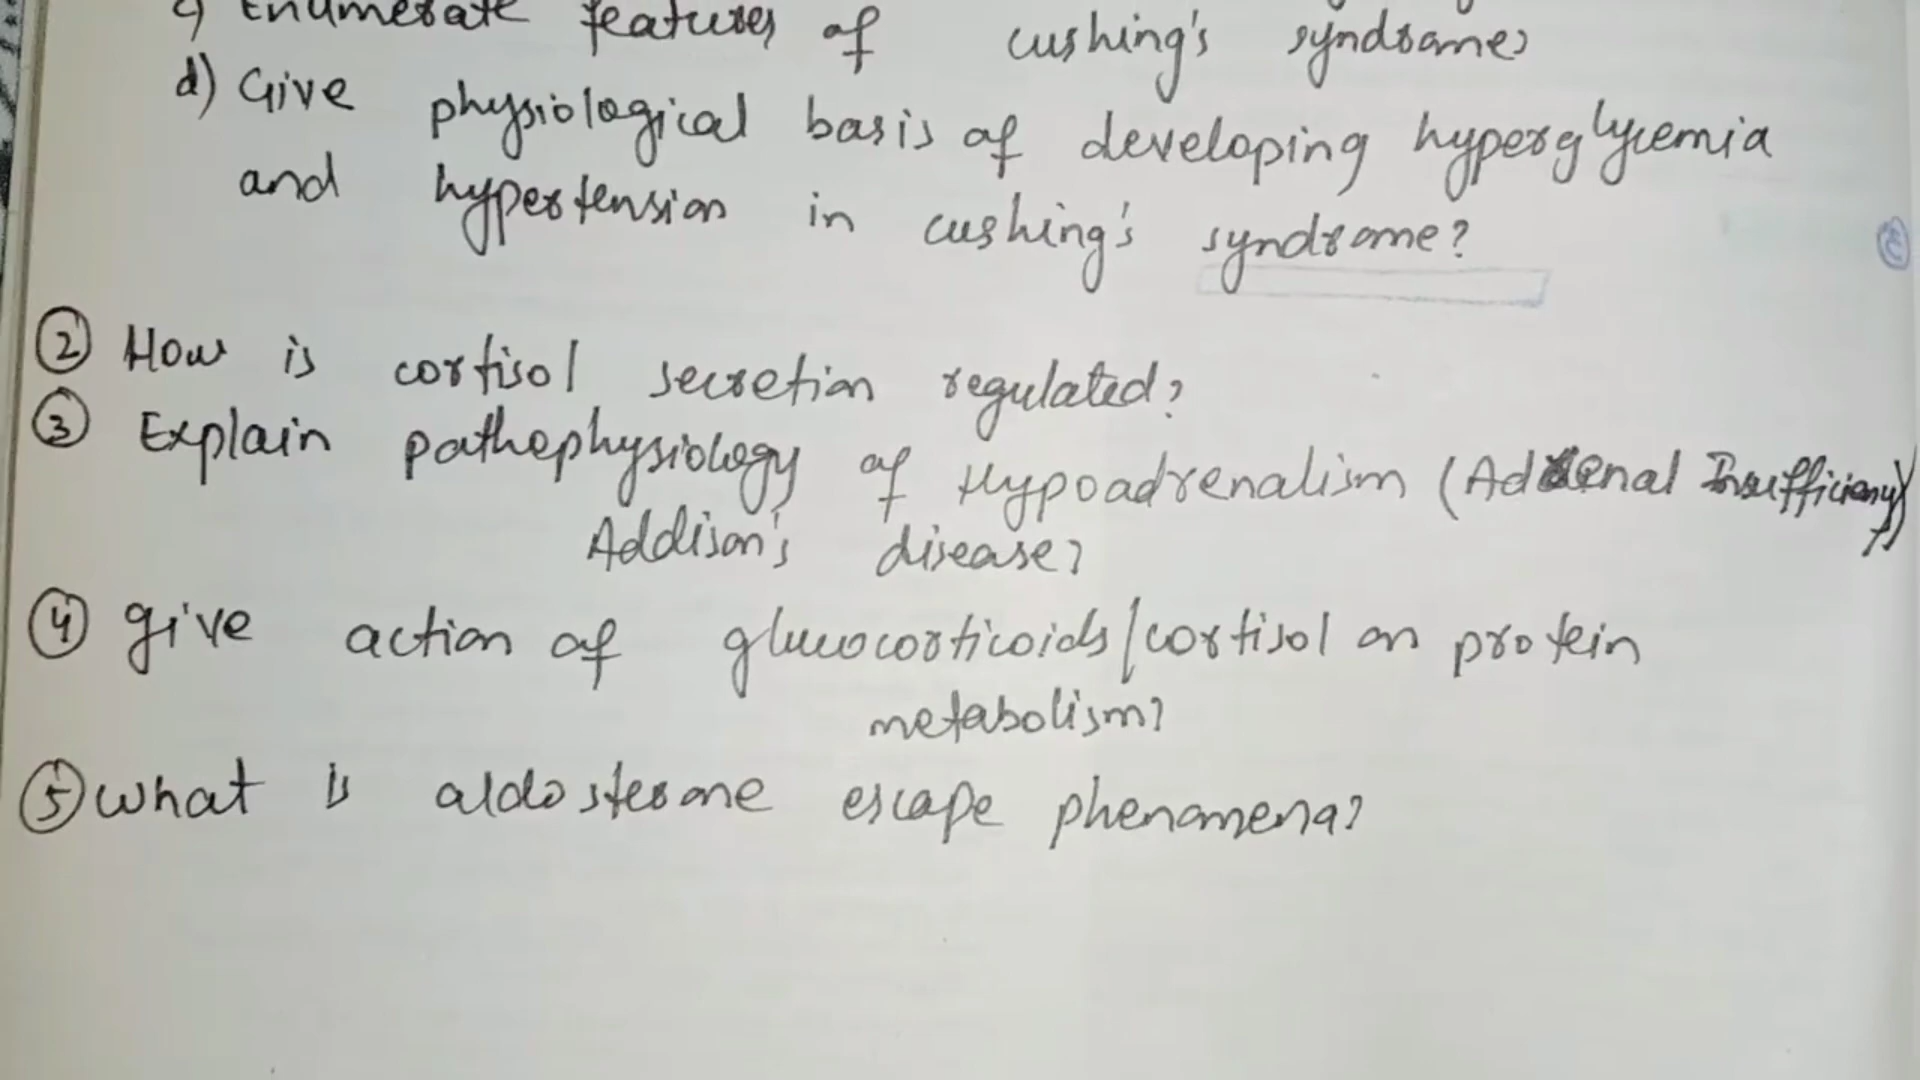 c) Enumerate features of cushing's syndrome?
d) Give physiological basis of developing hyperglycemia
and hypertension in cushing's syndrome?
② How is cortisol secretion regulated?
③ Explain pathophysiology of Hypoadrenalism (Adrenal Insufficiency)
Addison's disease?
④ give action of glucocorticoids/cortisol on protein
metabolism?
⑤ what is aldosterone escape phenomena?